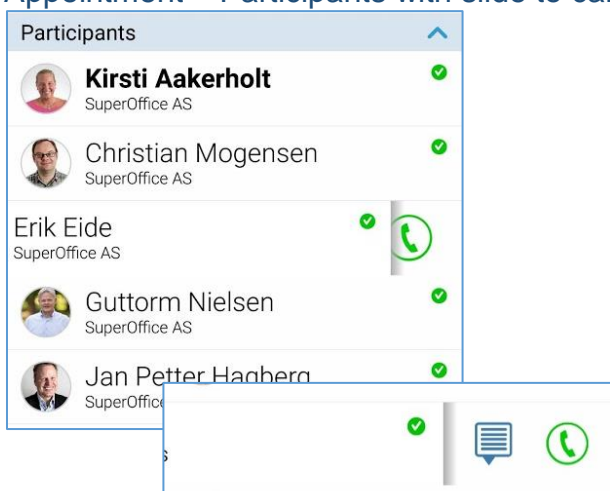 Appointment – Participants with slide to ca
Participants
Kirsti Aakerholt
SuperOffice AS
Christian Mogensen
SuperOffice AS
Erik Eide
SuperOffice AS
Guttorm Nielsen
SuperOffice AS
Jan Petter Hagberg
SuperOffice
s